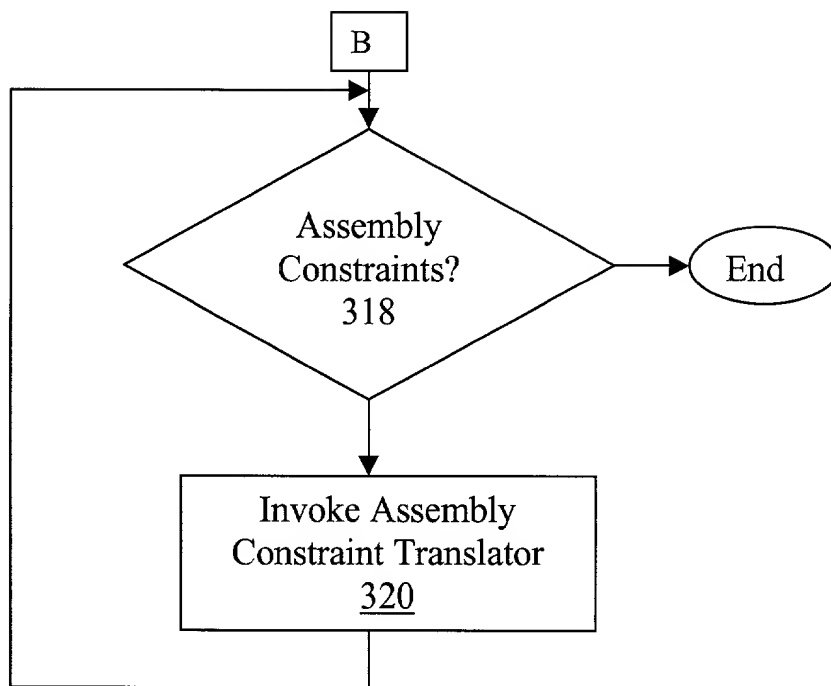 B
Assembly
Constraints?
318
End
Invoke Assembly
Constraint Translator
320